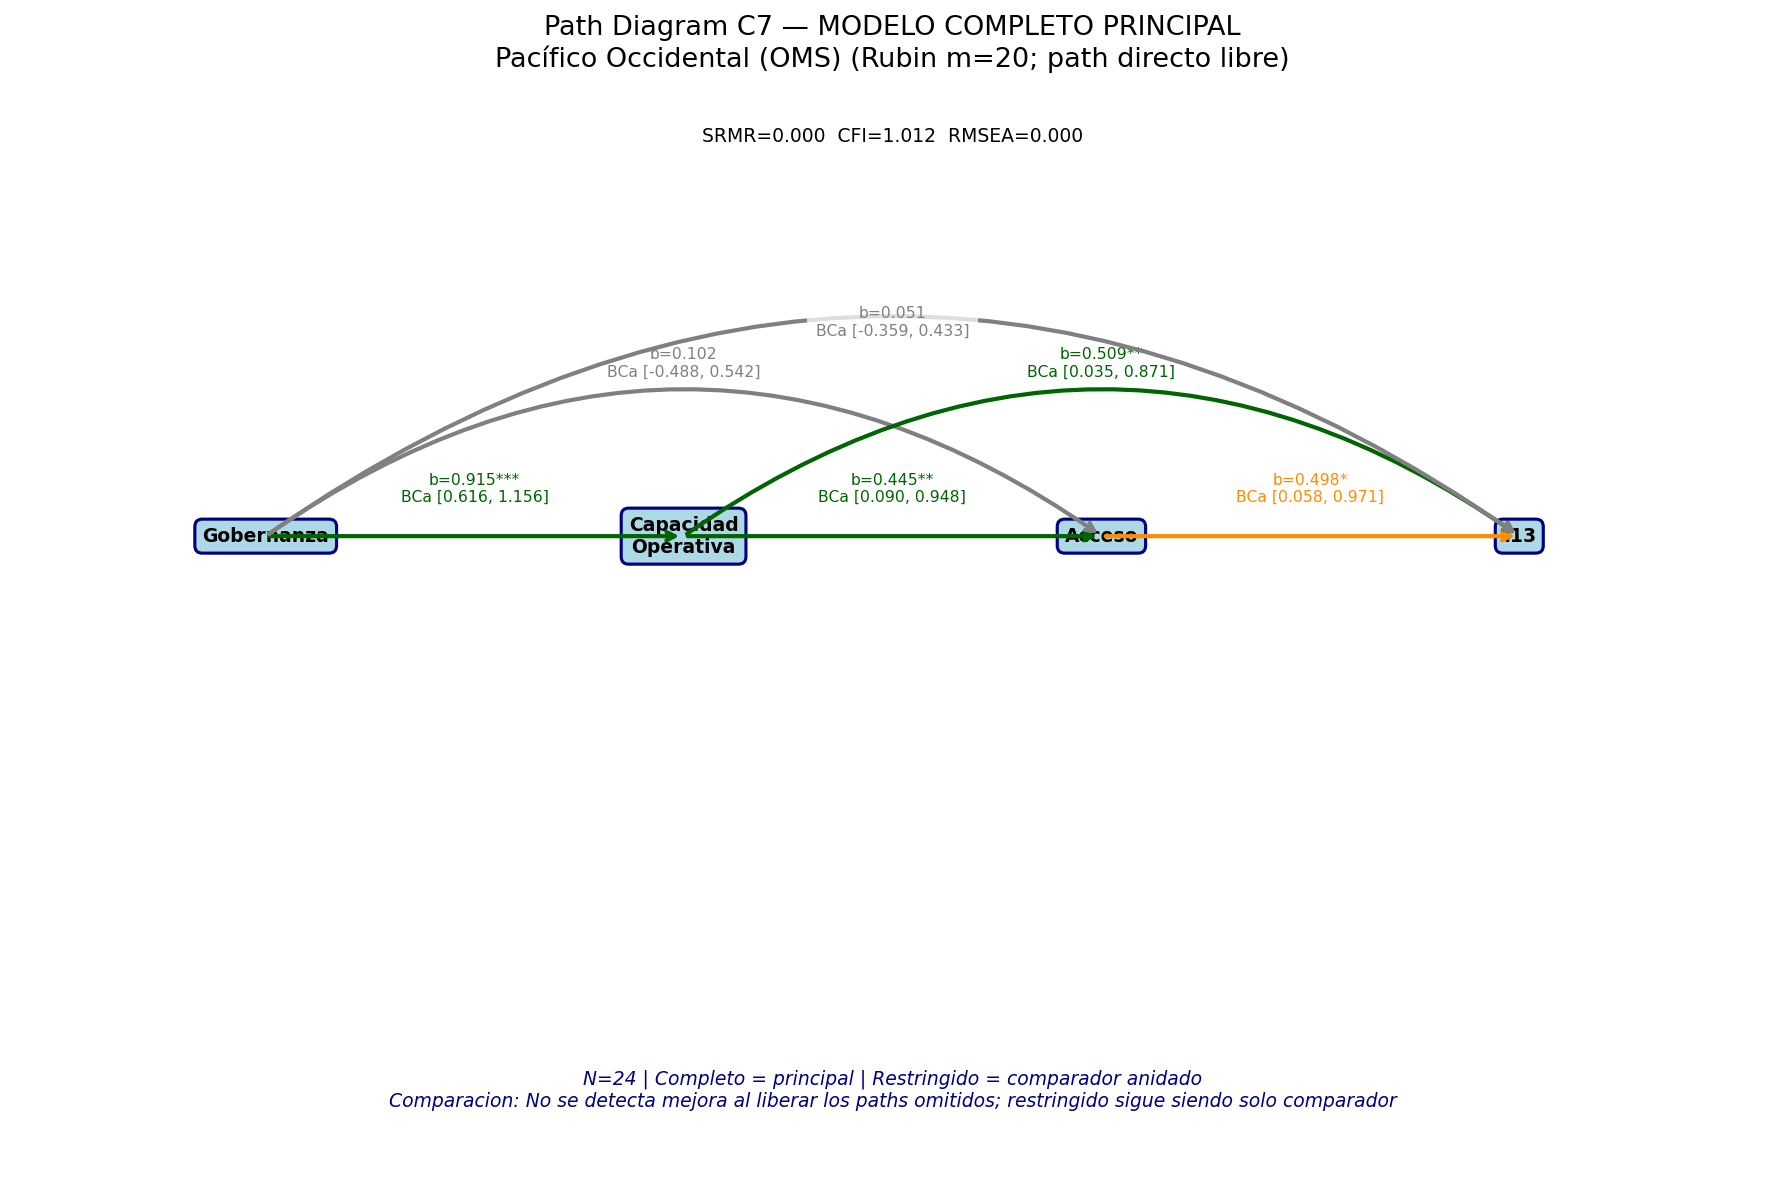 Path Diagram C7 — MODELO COMPLETO PRINCIPAL
Pacífico Occidental (OMS) (Rubin m=20; path directo libre)
SRMR=0.000  CFI=1.012  RMSEA=0.000
b=0.051
BCa [-0.359, 0.433]
b=0.102
BCa [-0.488, 0.542]
b=0.509**
BCa [0.035, 0.871]
b=0.915***
BCa [0.616, 1.156]
b=0.445**
BCa [0.090, 0.948]
b=0.498*
BCa [0.058, 0.971]
Gobernanza
Capacidad
Operativa
Acceso
N=24 | Completo = principal | Restringido = comparador anidado
Comparacion: No se detecta mejora al liberar los paths omitidos; restringido sigue siendo solo comparador